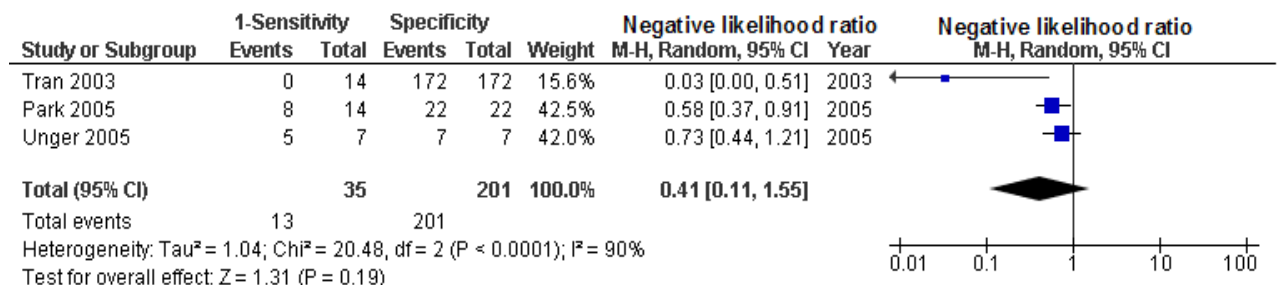 1-Sensitivity Specificity Negative likelihood ratio Negative likelihood ratio
Study or Subgroup Events Total Events Total Weight M-H, Random, 95% CI Year M-H, Random, 95% CI
Tran 2003 0 14 172 172 15.6% 0.03 [0.00, 0.51] 2003
Park 2005 8 14 22 22 42.5% 0.58 [0.37, 0.91] 2005
Unger 2005 5 7 7 7 42.0% 0.73 [0.44, 1.21] 2005
Total (95% CI) 35 201 100.0% 0.41 [0.11, 1.55]
Total events 13 201
Heterogeneity: Tau² = 1.04; Chi² = 20.48, df = 2 (P < 0.0001); I² = 90%
Test for overall effect: Z = 1.31 (P = 0.19)
0.01 0.1 1 10 100